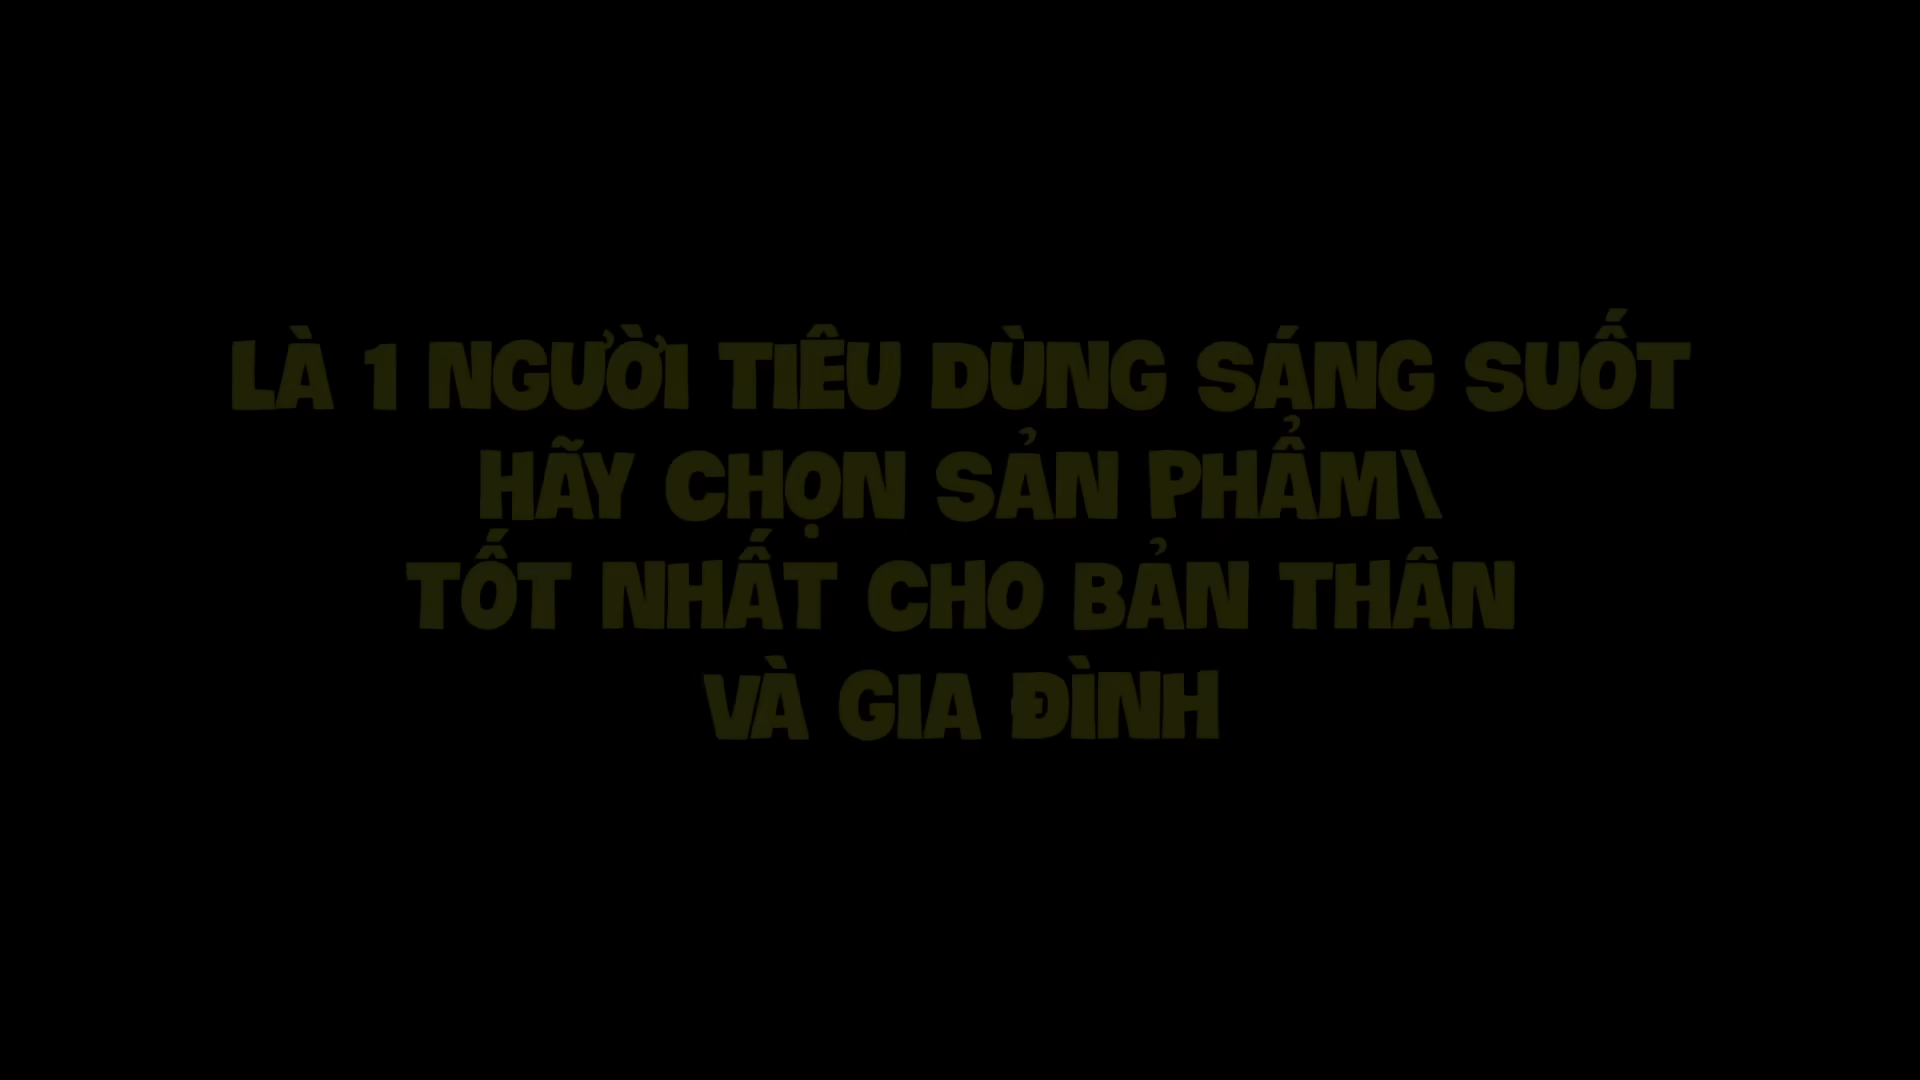 LÀ 1 NGƯỜI TIÊU DÙNG SÁNG SUỐT
HÃY CHỌN SẢN PHẨM\
TỐT NHẤT CHO BẢN THÂN
VÀ GIA ĐÌNH